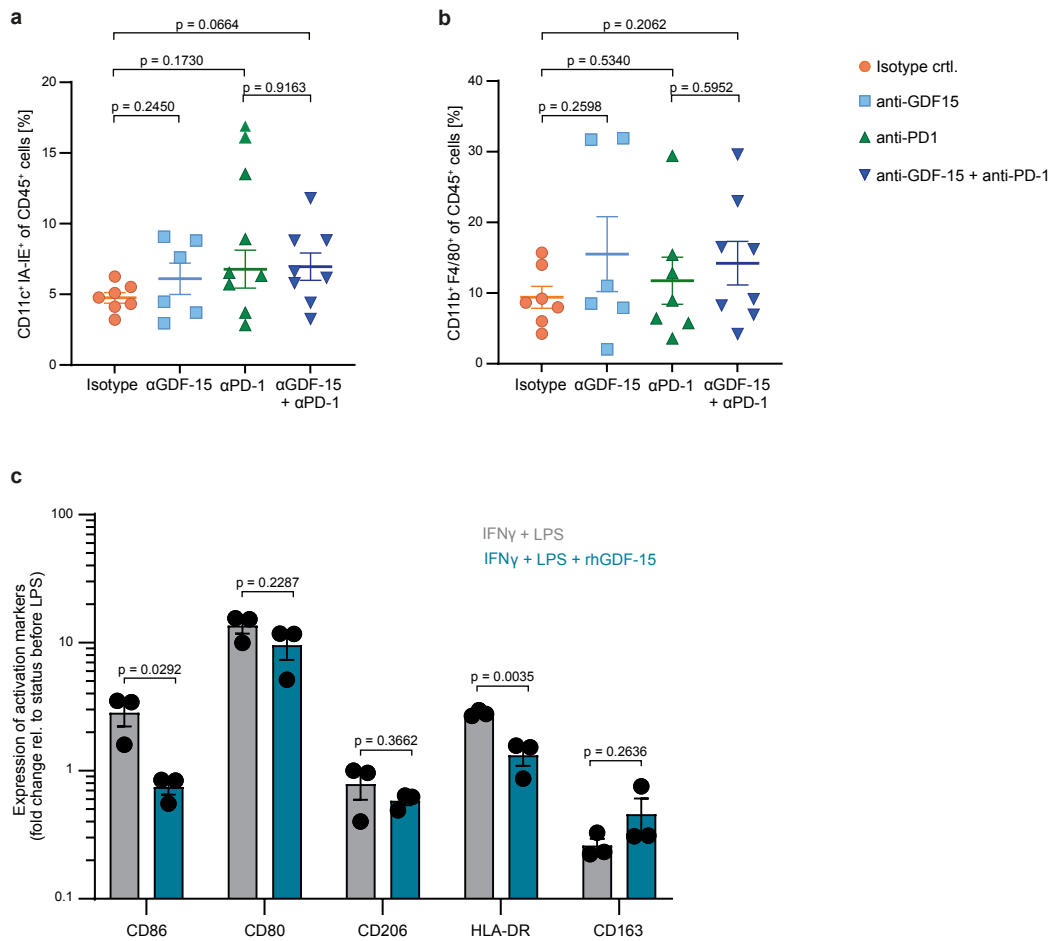 a
p = 0.0664
p = 0.1730
p = 0.9163
p = 0.2450
CD11c⁺ IA-IE⁺ of CD45⁺ cells [%]
20
15
10
5
0
Isotype
αGDF-15
αPD-1
αGDF-15
+ αPD-1
b
p = 0.2062
p = 0.5340
p = 0.5952
p = 0.2598
CD11b⁺ F4/80⁺ of CD45⁺ cells [%]
40
30
20
10
0
Isotype
αGDF-15
αPD-1
αGDF-15
+ αPD-1
Isotype crtl.
anti-GDF15
anti-PD1
anti-GDF-15 + anti-PD-1
c
Expression of activation markers
(fold change rel. to status before LPS)
100
10
1
0.1
IFNγ + LPS
IFNγ + LPS + rhGDF-15
p = 0.0292
p = 0.2287
p = 0.3662
p = 0.0035
p = 0.2636
CD86
CD80
CD206
HLA-DR
CD163